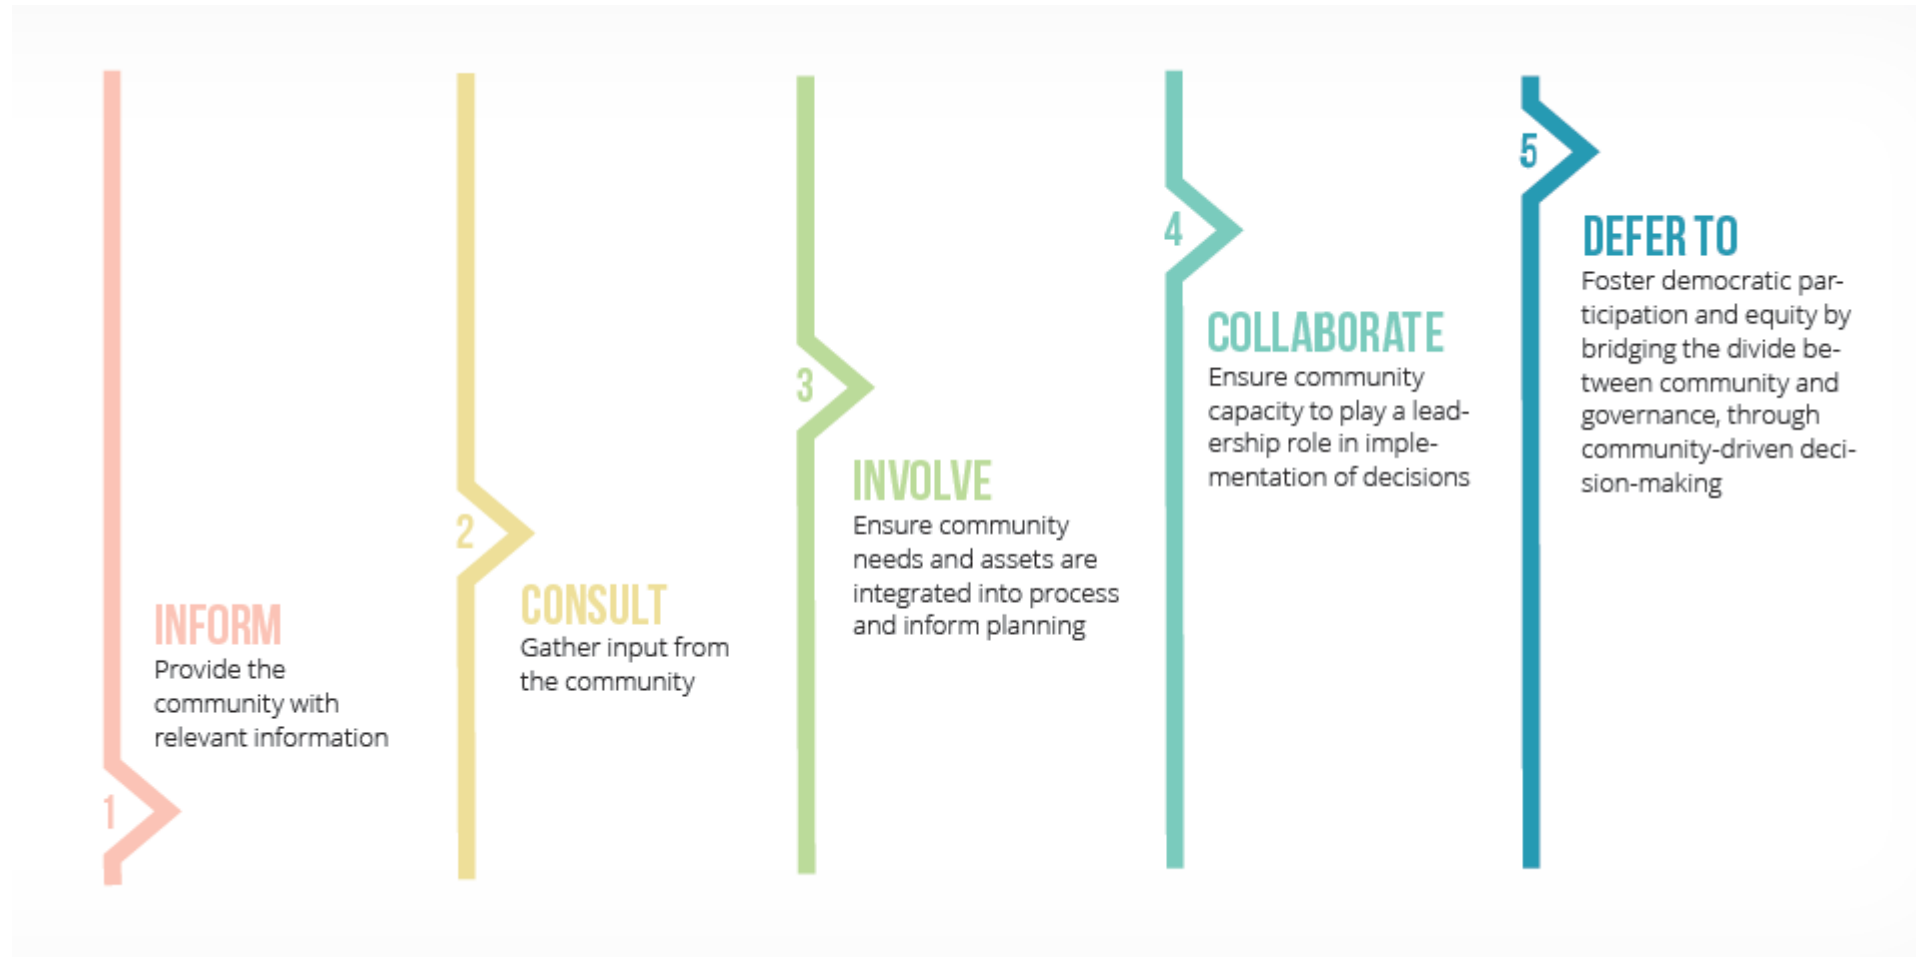 1
INFORM
Provide the
community with
relevant information
2
CONSULT
Gather input from
the community
3
INVOLVE
Ensure community
needs and assets are
integrated into process
and inform planning
4
COLLABORATE
Ensure community
capacity to play a lead-
ership role in imple-
mentation of decisions
5
DEFER TO
Foster democratic par-
ticipation and equity by
bridging the divide be-
tween community and
governance, through
community-driven deci-
sion-making